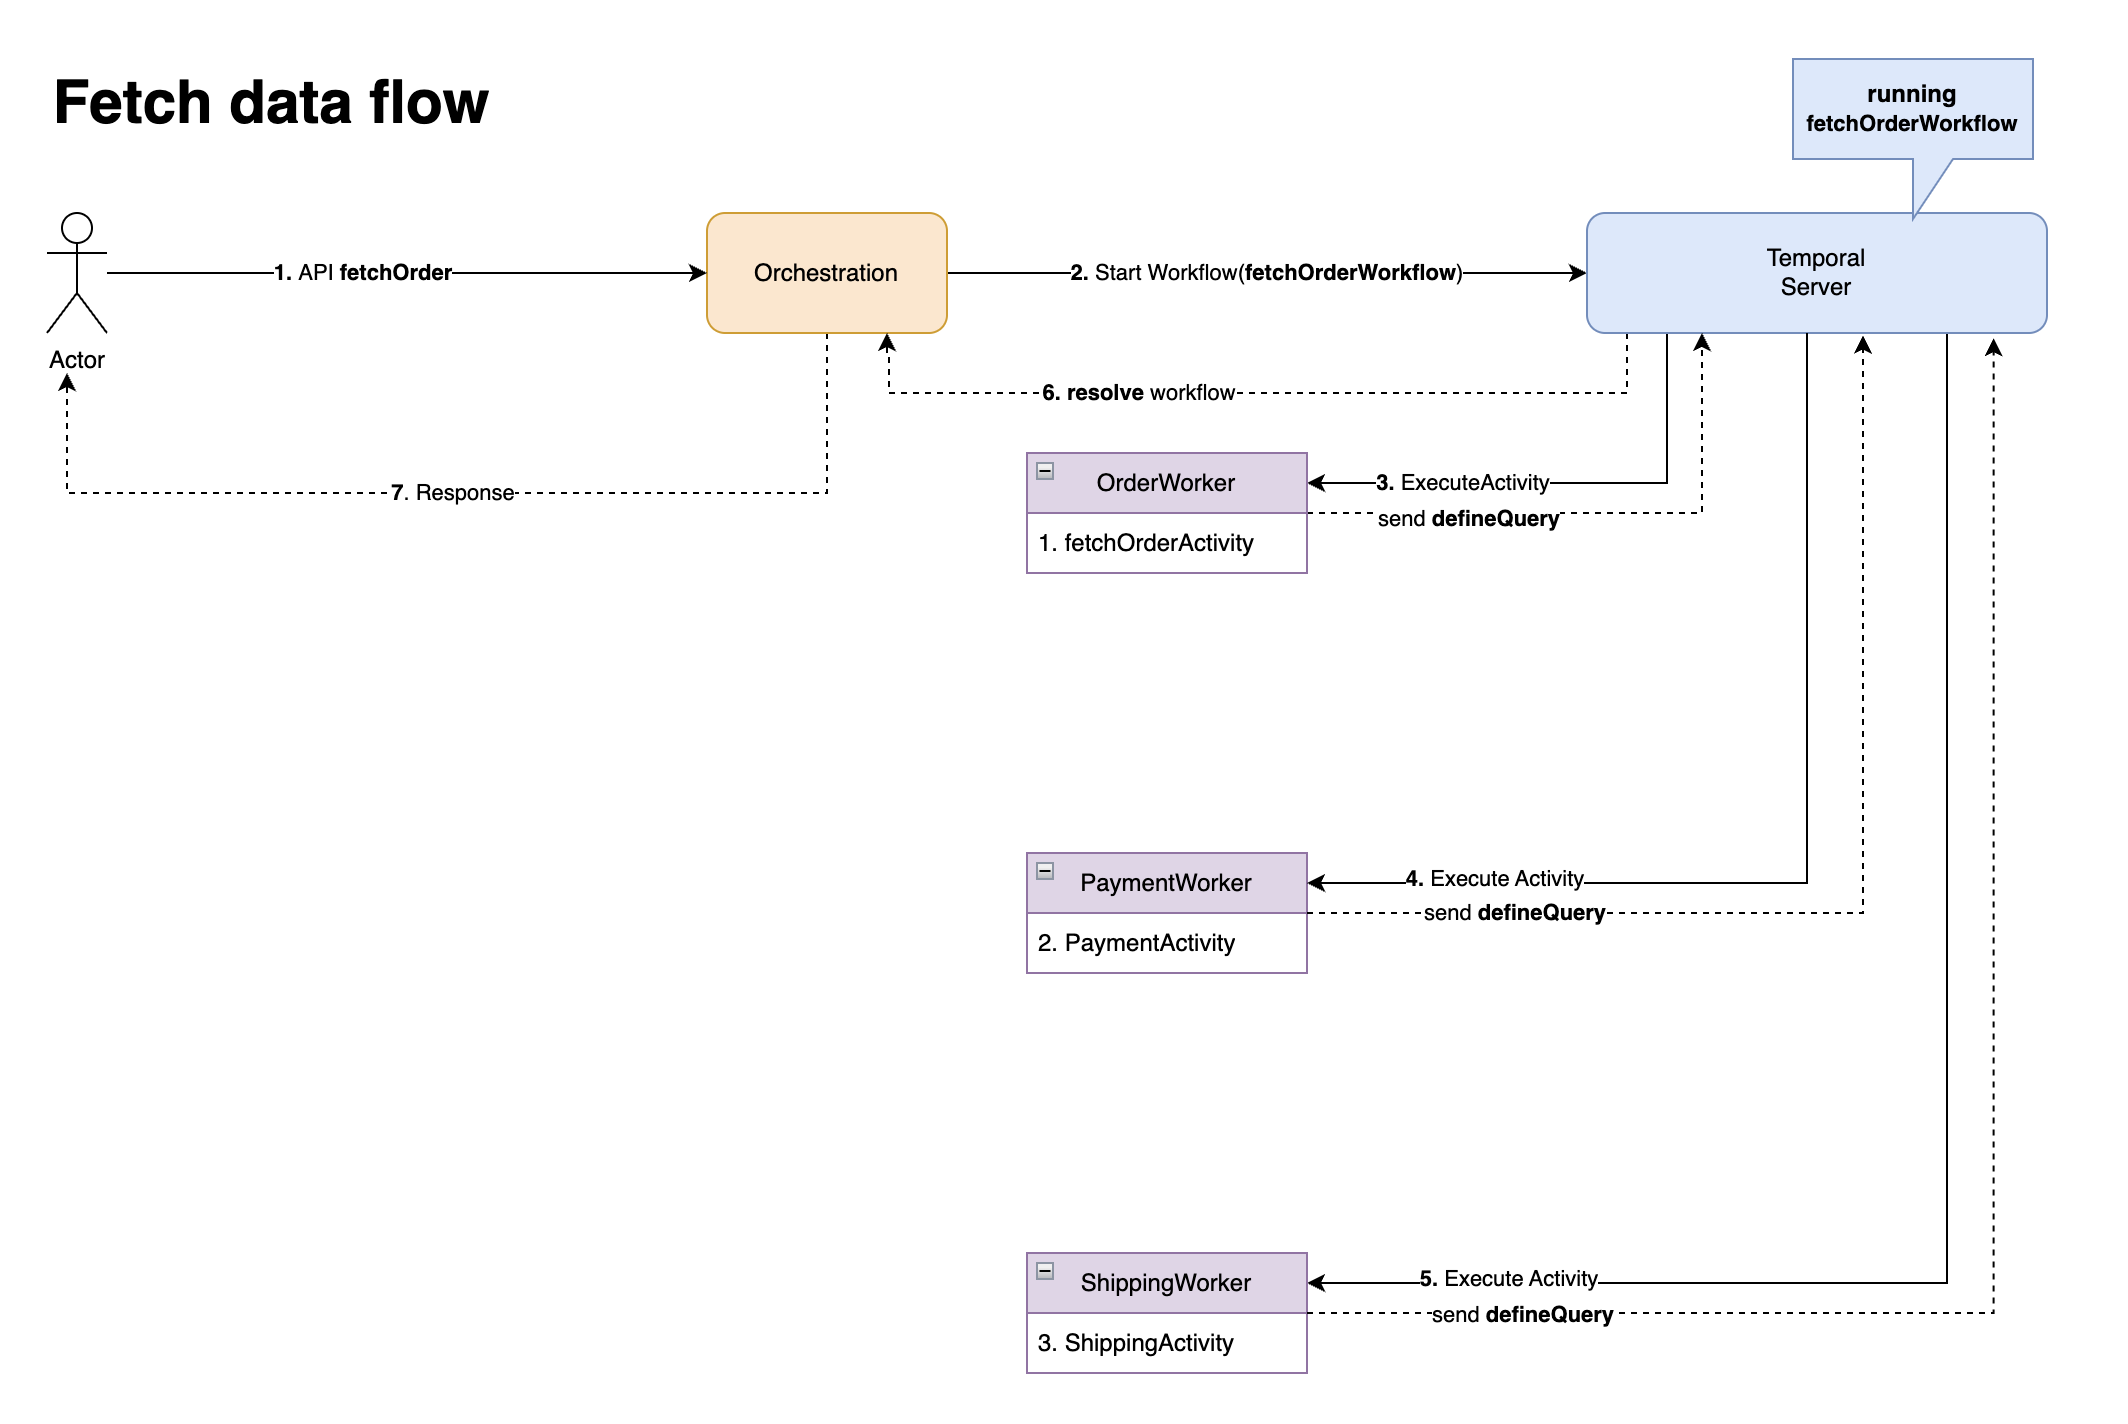 Fetch data flow
running
fetchOrderWorkflow
1. API fetchOrder
Orchestration
2. Start Workflow(fetchOrderWorkflow)
Temporal
Server
Actor
6. resolve workflow
7. Response
OrderWorker
3. ExecuteActivity
send defineQuery
1. fetchOrderActivity
PaymentWorker
4. Execute Activity
send defineQuery
2. PaymentActivity
ShippingWorker
5. Execute Activity
send defineQuery
3. ShippingActivity